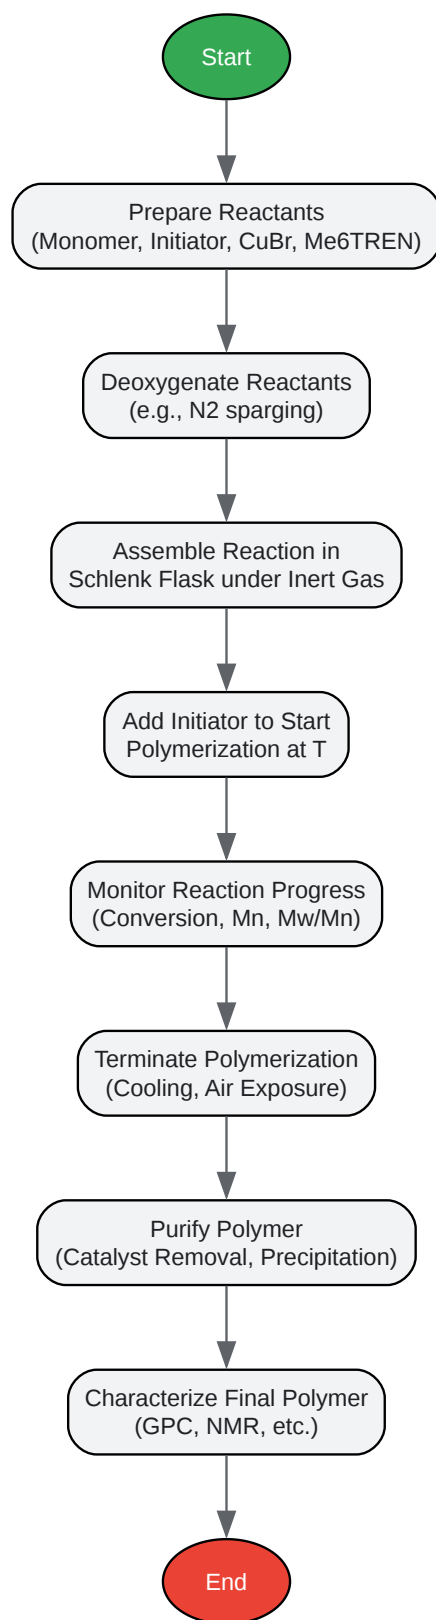 Start
Prepare Reactants
(Monomer, Initiator, CuBr, Me6TREN)
Deoxygenate Reactants
(e.g., N2 sparging)
Assemble Reaction in
Schlenk Flask under Inert Gas
Add Initiator to Start
Polymerization at T
Monitor Reaction Progress
(Conversion, Mn, Mw/Mn)
Terminate Polymerization
(Cooling, Air Exposure)
Purify Polymer
(Catalyst Removal, Precipitation)
Characterize Final Polymer
(GPC, NMR, etc.)
End